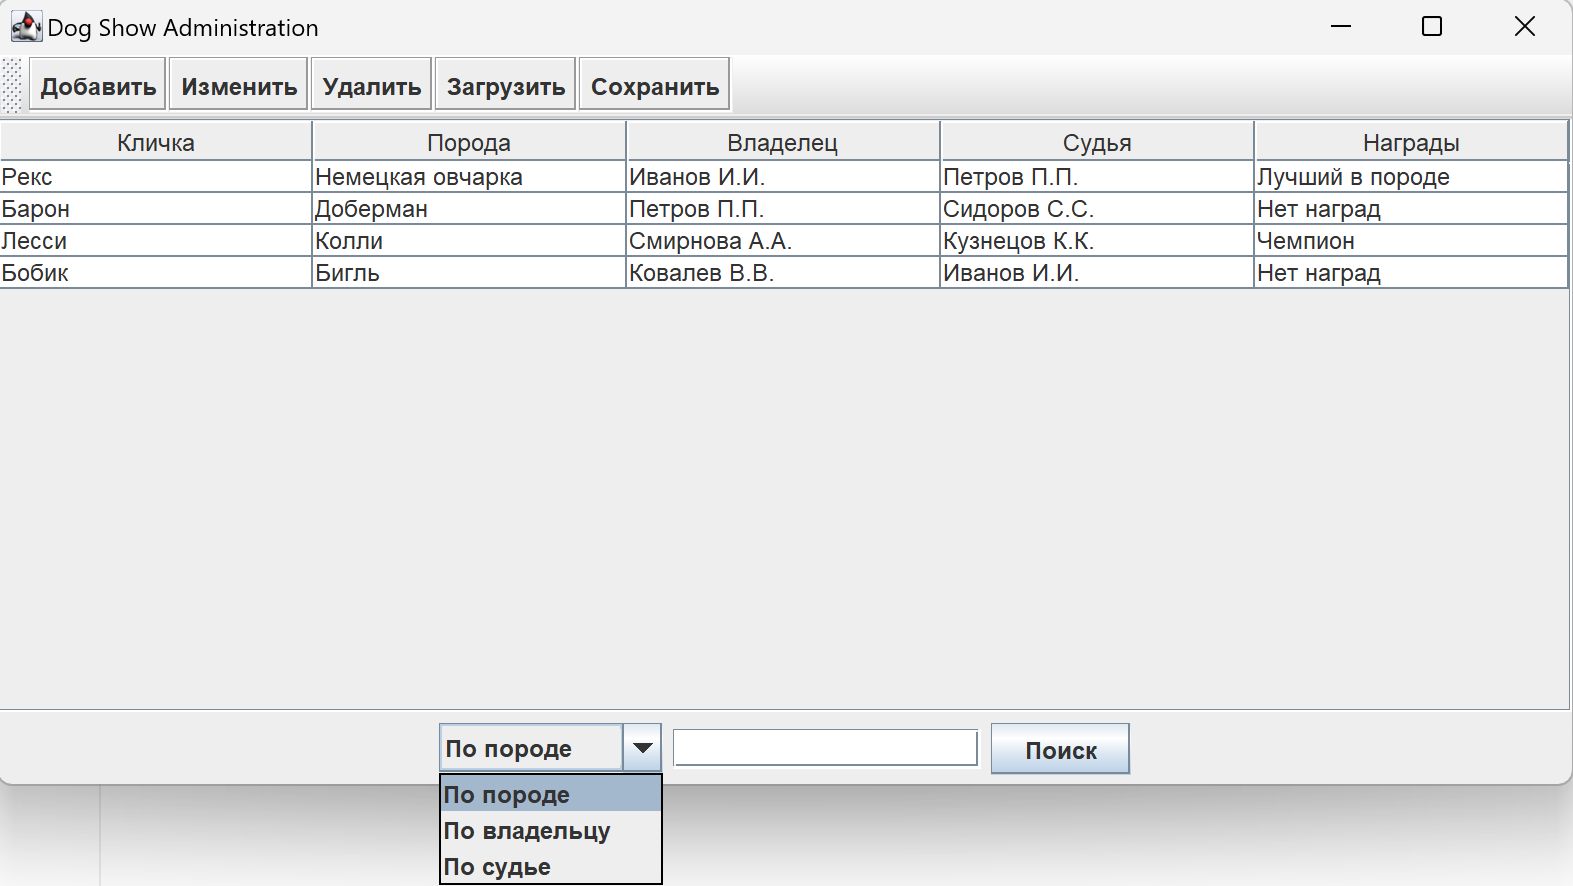 Dog Show Administration
Добавить Изменить Удалить Загрузить Сохранить
Кличка Порода Владелец Судья Награды
Рекс Немецкая овчарка Иванов И.И. Петров П.П. Лучший в породе
Барон Доберман Петров П.П. Сидоров С.С. Нет наград
Лесси Колли Смирнова А.А. Кузнецов К.К. Чемпион
Бобик Бигль Ковалев В.В. Иванов И.И. Нет наград
По породе Поиск
По породе
По владельцу
По судье